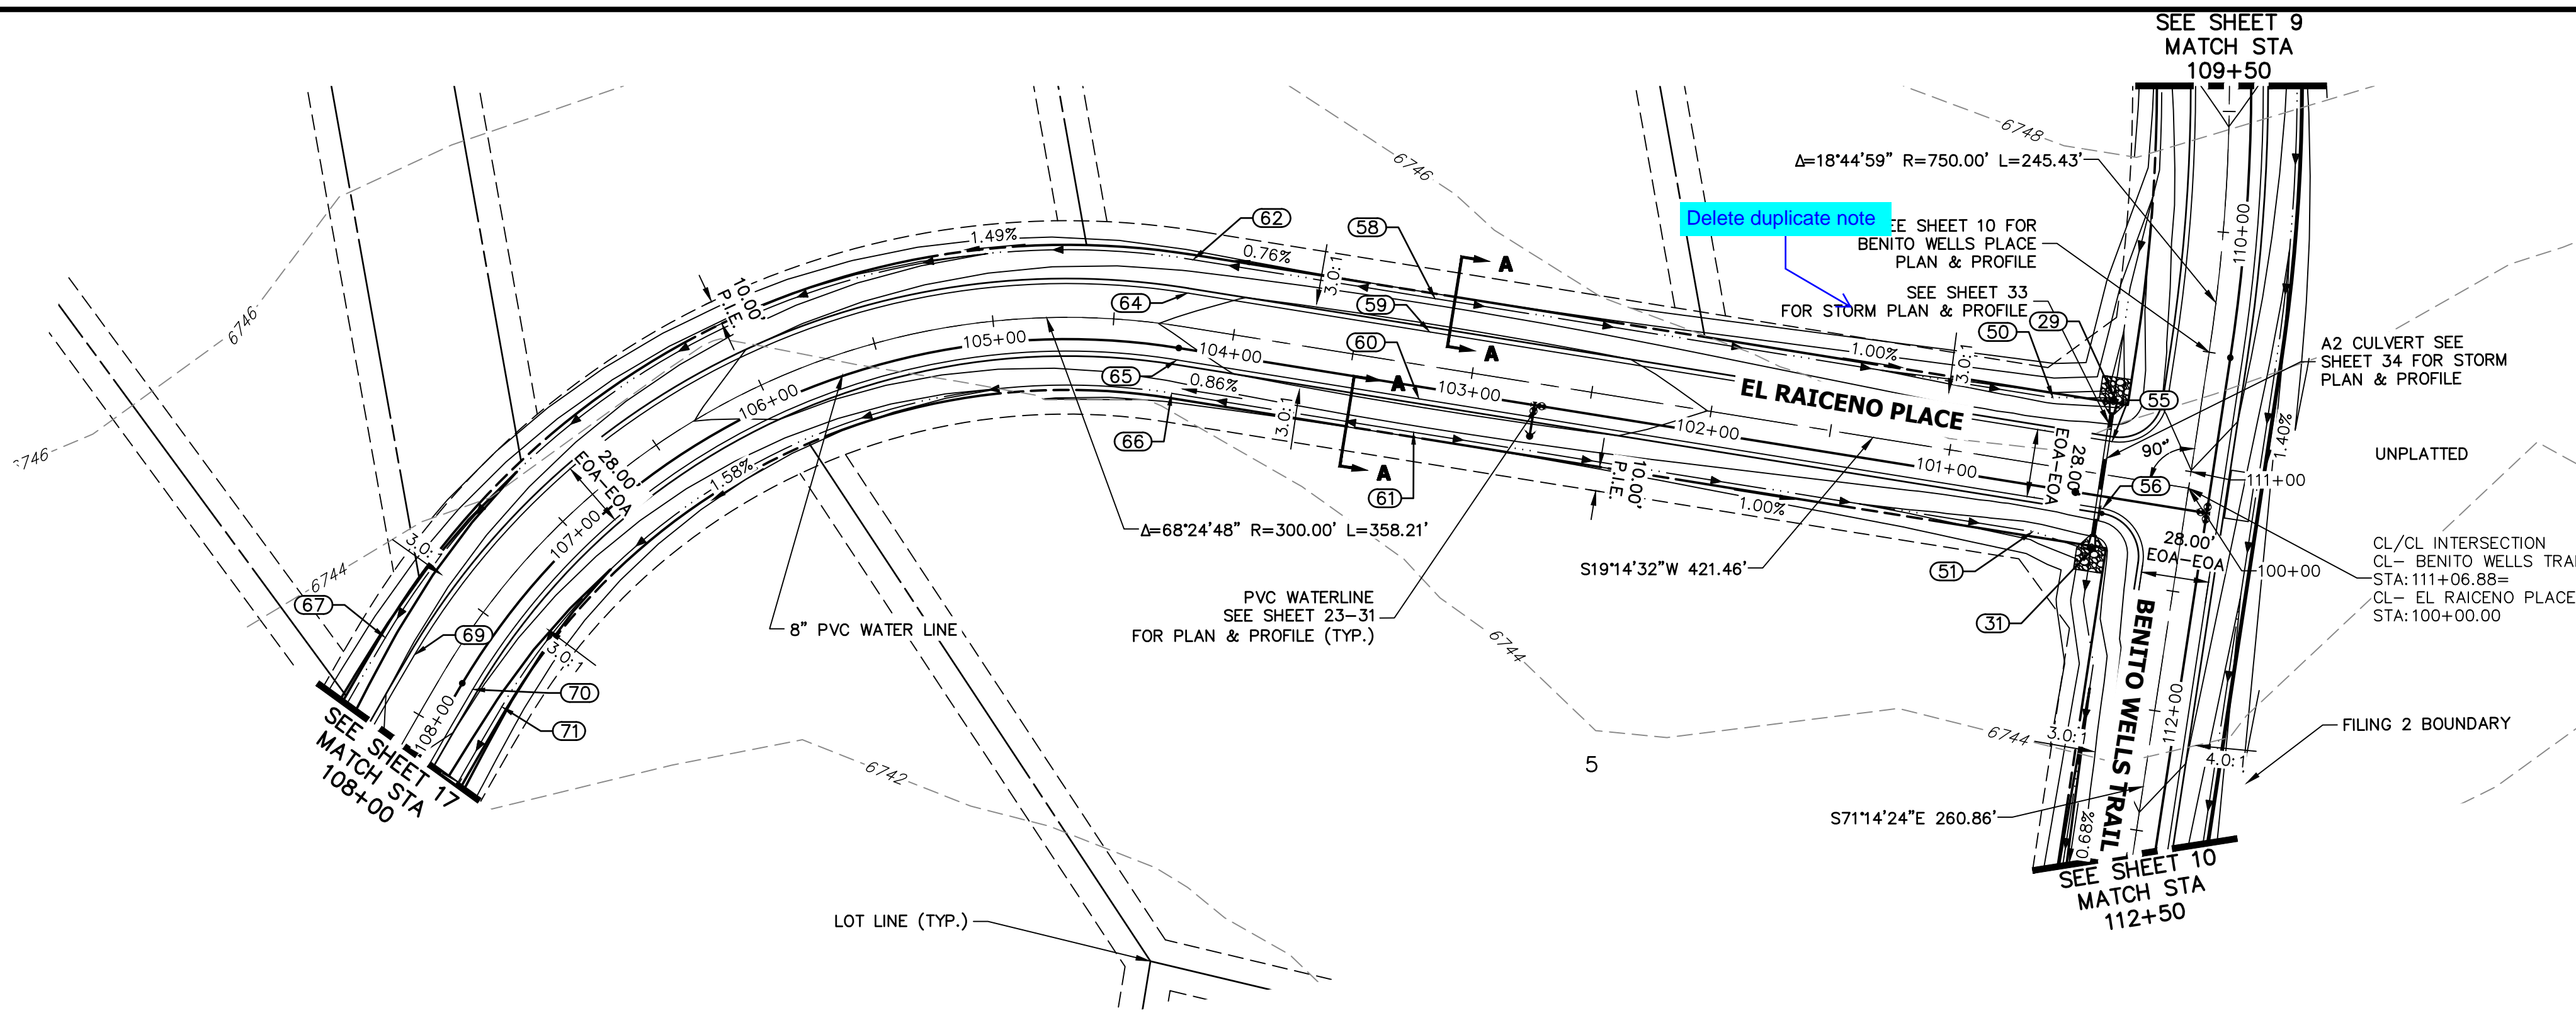 SEE SHEET 9
MATCH STA
109+50
6748
6746
Δ=18°44'59" R=750.00' L=245.43'
Delete duplicate note
EE SHEET 10 FOR
BENITO WELLS PLACE
PLAN & PROFILE
SEE SHEET 33
FOR STORM PLAN & PROFILE
110+00
62
58
1.49%
0.76%
3.0:1
A
A
10.00'
P.I.E.
64
59
60
50
29
1.00%
3.0:1
A2 CULVERT SEE
SHEET 34 FOR STORM
PLAN & PROFILE
6746
105+00
104+00
103+00
A
A
65
0.86%
106+00
EL RAICENO PLACE
55
1.40%
102+00
66
3.0:1
61
28.00'
EOA-EOA
90°
101+00
UNPLATTED
6746
28.00'
EOA-EOA
1.58%
10.00'
P.I.E.
1.00%
56
111+00
107+00
Δ=68°24'48" R=300.00' L=358.21'
S19°14'32"W 421.46'
51
28.00'
EOA-EOA
100+00
CL/CL INTERSECTION
CL- BENITO WELLS TRA
STA:111+06.88=
CL- EL RAICENO PLACE
STA:100+00.00
3.0:1
6744
67
69
8" PVC WATER LINE
PVC WATERLINE
SEE SHEET 23-31
FOR PLAN & PROFILE (TYP.)
31
6744
3.0:1
70
71
108+00
SEE SHEET 17
MATCH STA
108+00
BENITO WELLS TRAIL
112+00
6744
3.0:1
4.0:1
FILING 2 BOUNDARY
6742
5
S71°14'24"E 260.86'
0.68%
SEE SHEET 10
MATCH STA
112+50
LOT LINE (TYP.)